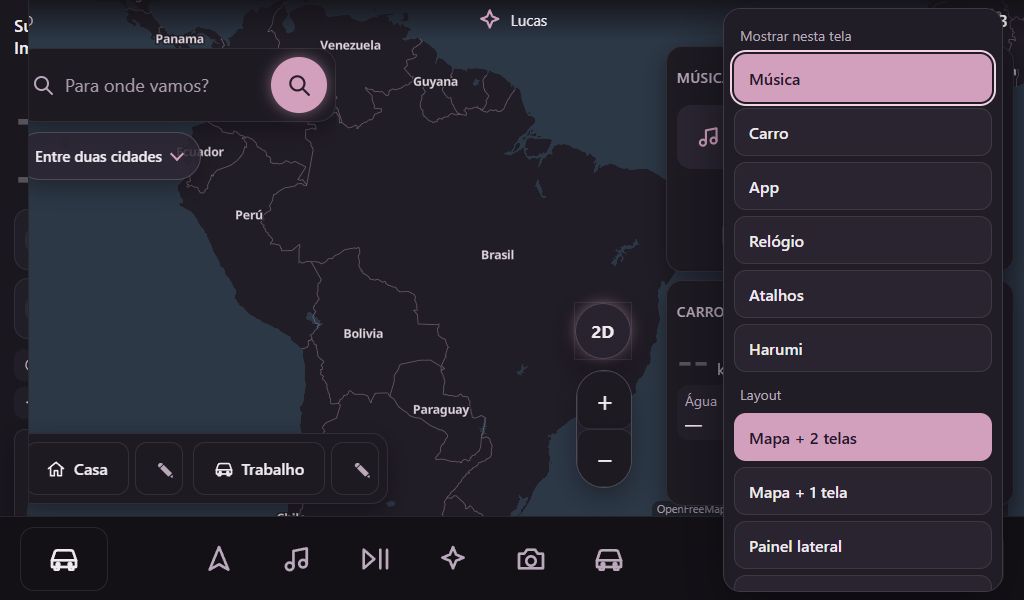 Lucas
Panama
Venezuela
Guyana
Para onde vamos?
Entre duas cidades
Perú
Brasil
Bolivia
2D
Paraguay
+
−
Casa
Trabalho
OpenFreeMap
CARRO
Água
—
Mostrar nesta tela
Música
Carro
App
Relógio
Atalhos
Harumi
Layout
Mapa + 2 telas
Mapa + 1 tela
Painel lateral